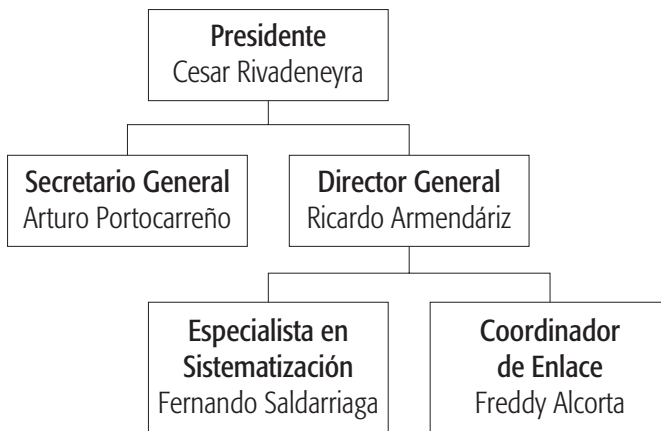 Presidente
Cesar Rivadeneyra
Secretario General
Arturo Portocarreño
Director General
Ricardo Armendáriz
Especialista en
Sistematización
Fernando Saldarriaga
Coordinador
de Enlace
Freddy Alcorta